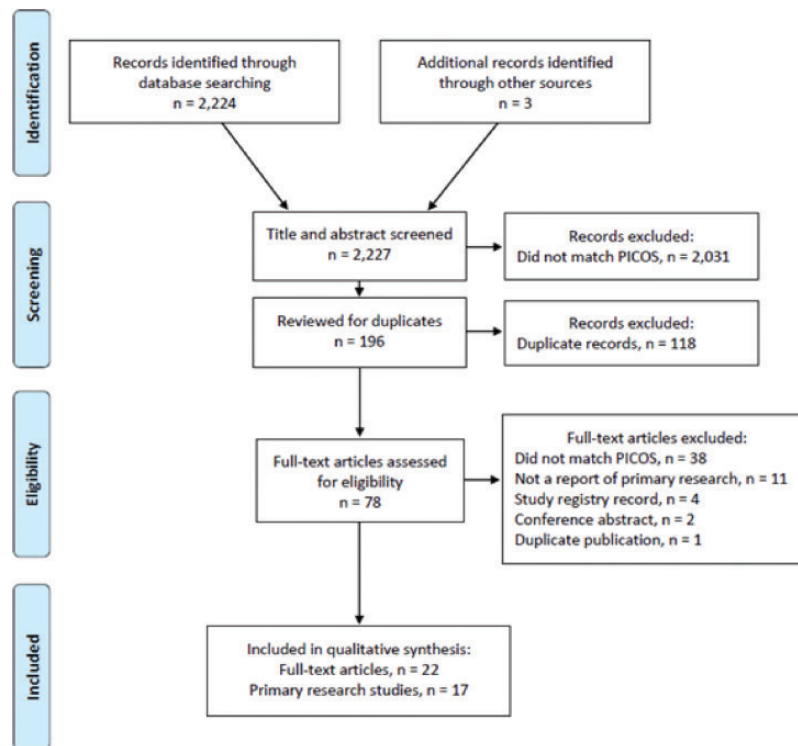 Identification
Records identified through
database searching
n = 2,224
Additional records identified
through other sources
n = 3
Screening
Title and abstract screened
n = 2,227
Records excluded:
Did not match PICOS, n = 2,031
Reviewed for duplicates
n = 196
Records excluded:
Duplicate records, n = 118
Eligibility
Full-text articles assessed
for eligibility
n = 78
Full-text articles excluded:
Did not match PICOS, n = 38
Not a report of primary research, n = 11
Study registry record, n = 4
Conference abstract, n = 2
Duplicate publication, n = 1
Included
Included in qualitative synthesis:
Full-text articles, n = 22
Primary research studies, n = 17